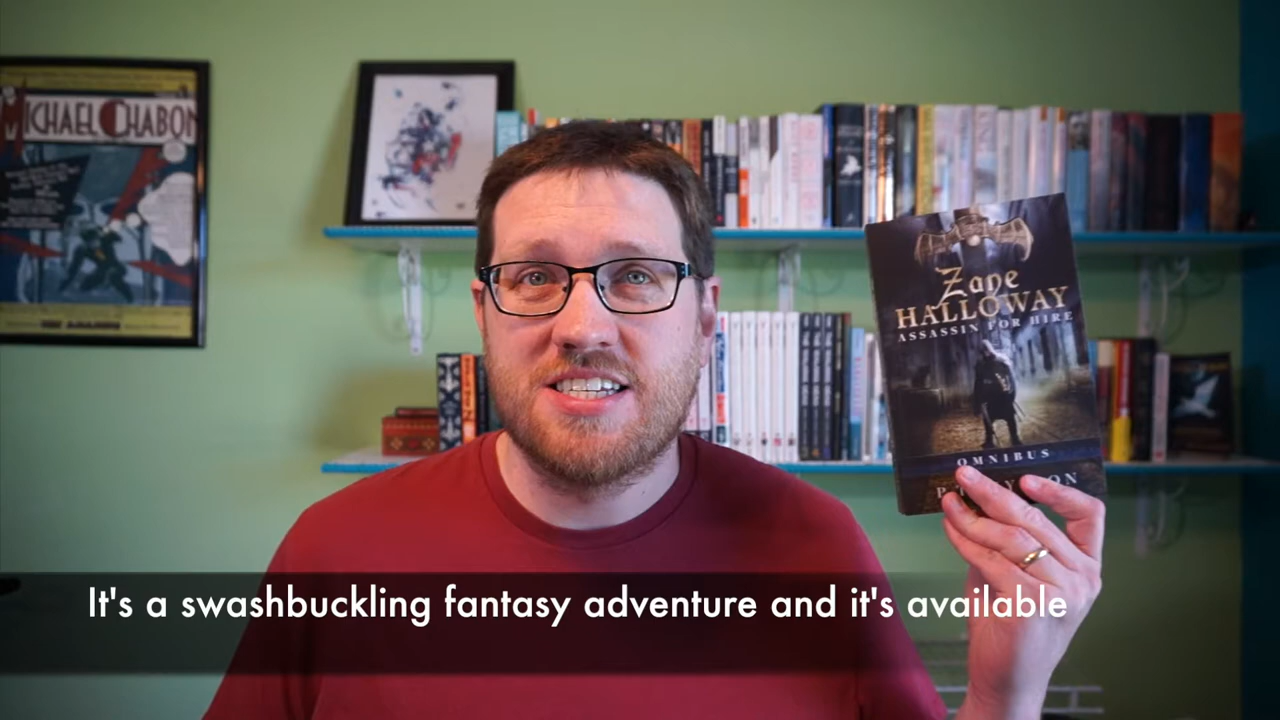 MICHAEL CHABON
Zane
HALLOWAY
ASSASSIN FOR HIRE
OMNIBUS
It's a swashbuckling fantasy adventure and it's available